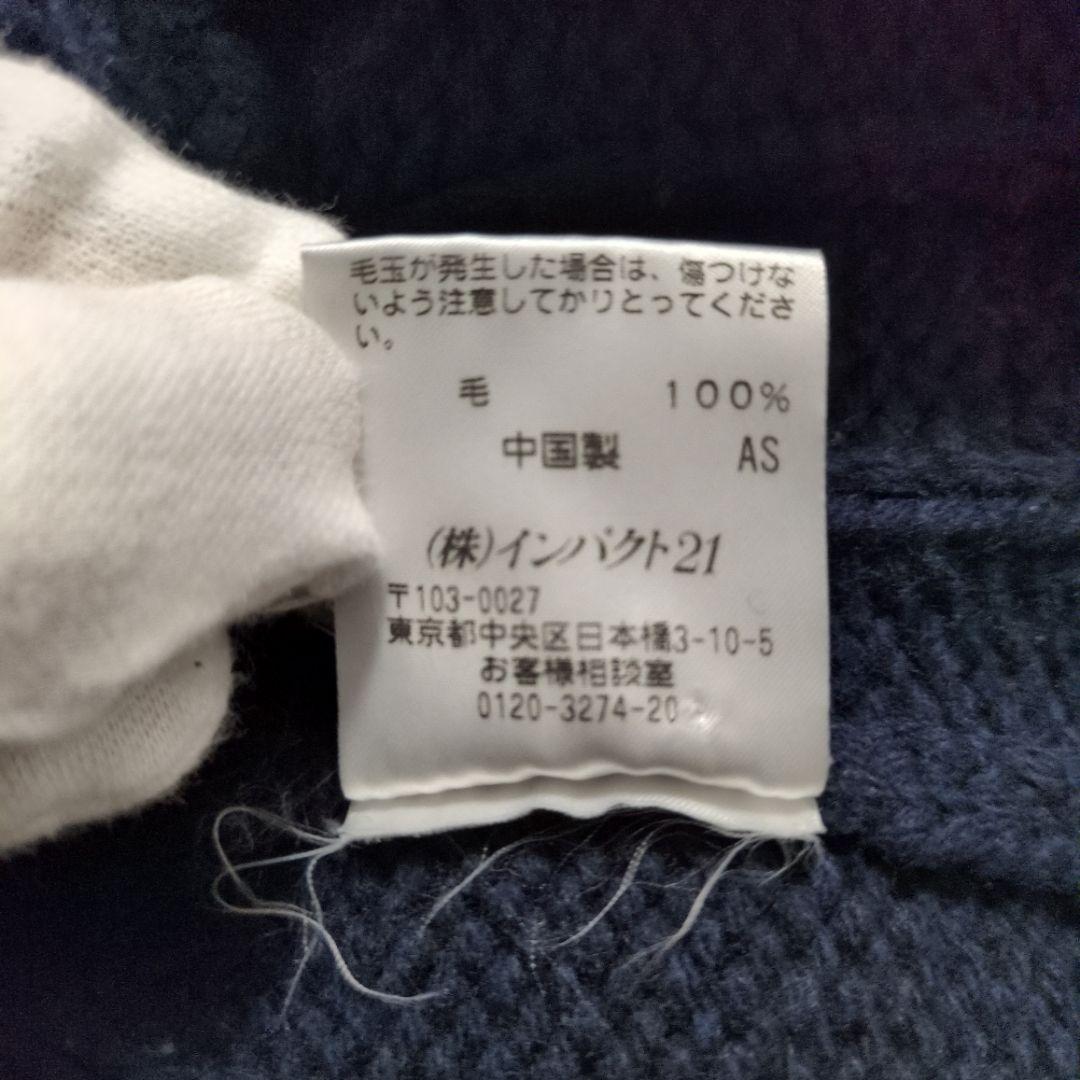 毛玉が発生した場合は、傷つけな
いよう注意してかりとってくださ
い。
毛 100%
中国製 AS
(株)インパクト21
〒103-0027
東京都中央区日本橋3-10-5
お客様相談室
0120-3274-20